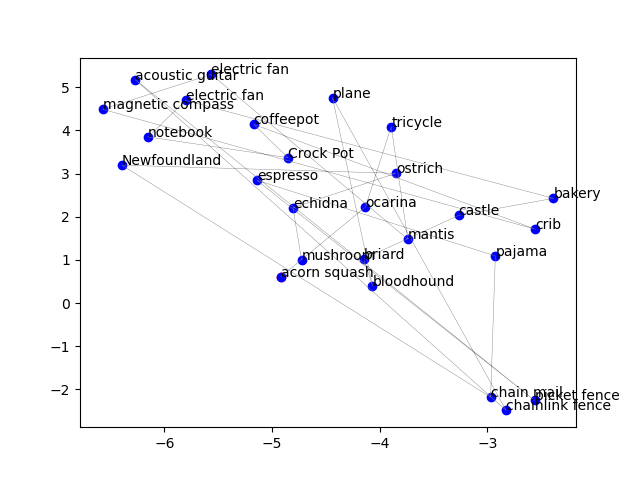 electric fan
acoustic guitar
electric fan
plane
magnetic compass
coffeepot
tricycle
notebook
Crock Pot
Newfoundland
ostrich
espresso
bakery
echidna
ocarina
castle
crib
mantis
mushroom
briard
pajama
acorn squash
bloodhound
chain mail
picket fence
chainlink fence
5
4
3
2
1
0
−1
−2
−6
−5
−4
−3